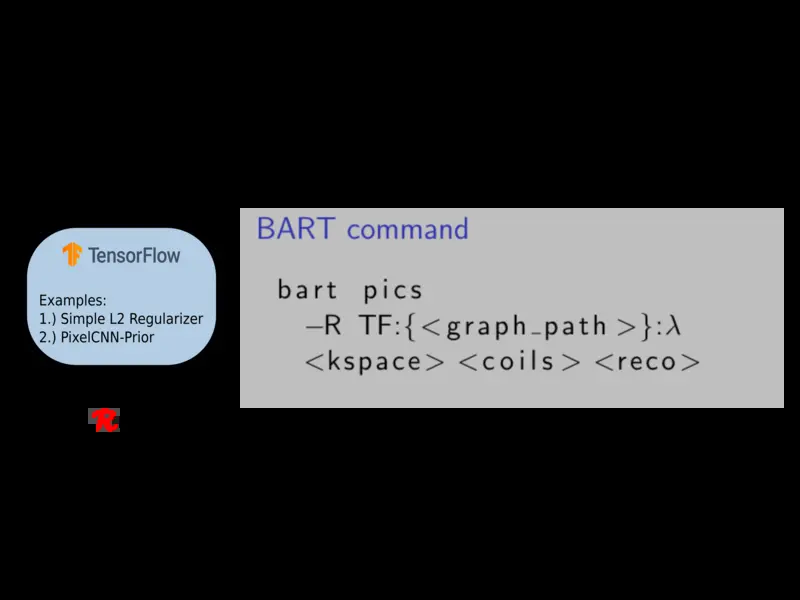 TensorFlow
Examples:
1.) Simple L2 Regularizer
2.) PixelCNN-Prior
BART command
bart pics
−R TF:{<graph_path>}:λ
<kspace> <coils> <reco>
R